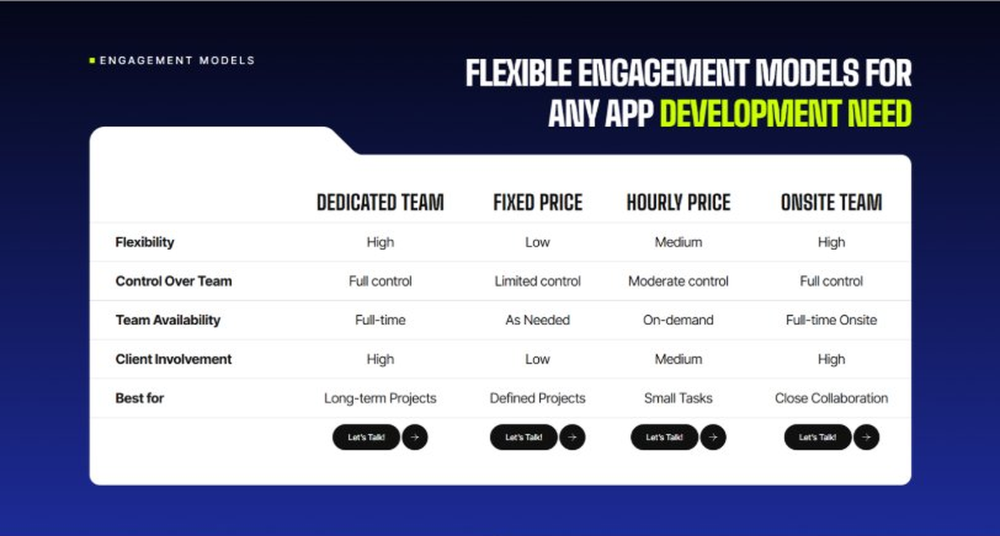 ENGAGEMENT MODELS
FLEXIBLE ENGAGEMENT MODELS FOR
ANY APP DEVELOPMENT NEED
DEDICATED TEAM FIXED PRICE HOURLY PRICE ONSITE TEAM
Flexibility High Low Medium High
Control Over Team Full control Limited control Moderate control Full control
Team Availability Full-time As Needed On-demand Full-time Onsite
Client Involvement High Low Medium High
Best for Long-term Projects Defined Projects Small Tasks Close Collaboration
Let's Talk! Let's Talk! Let's Talk! Let's Talk!